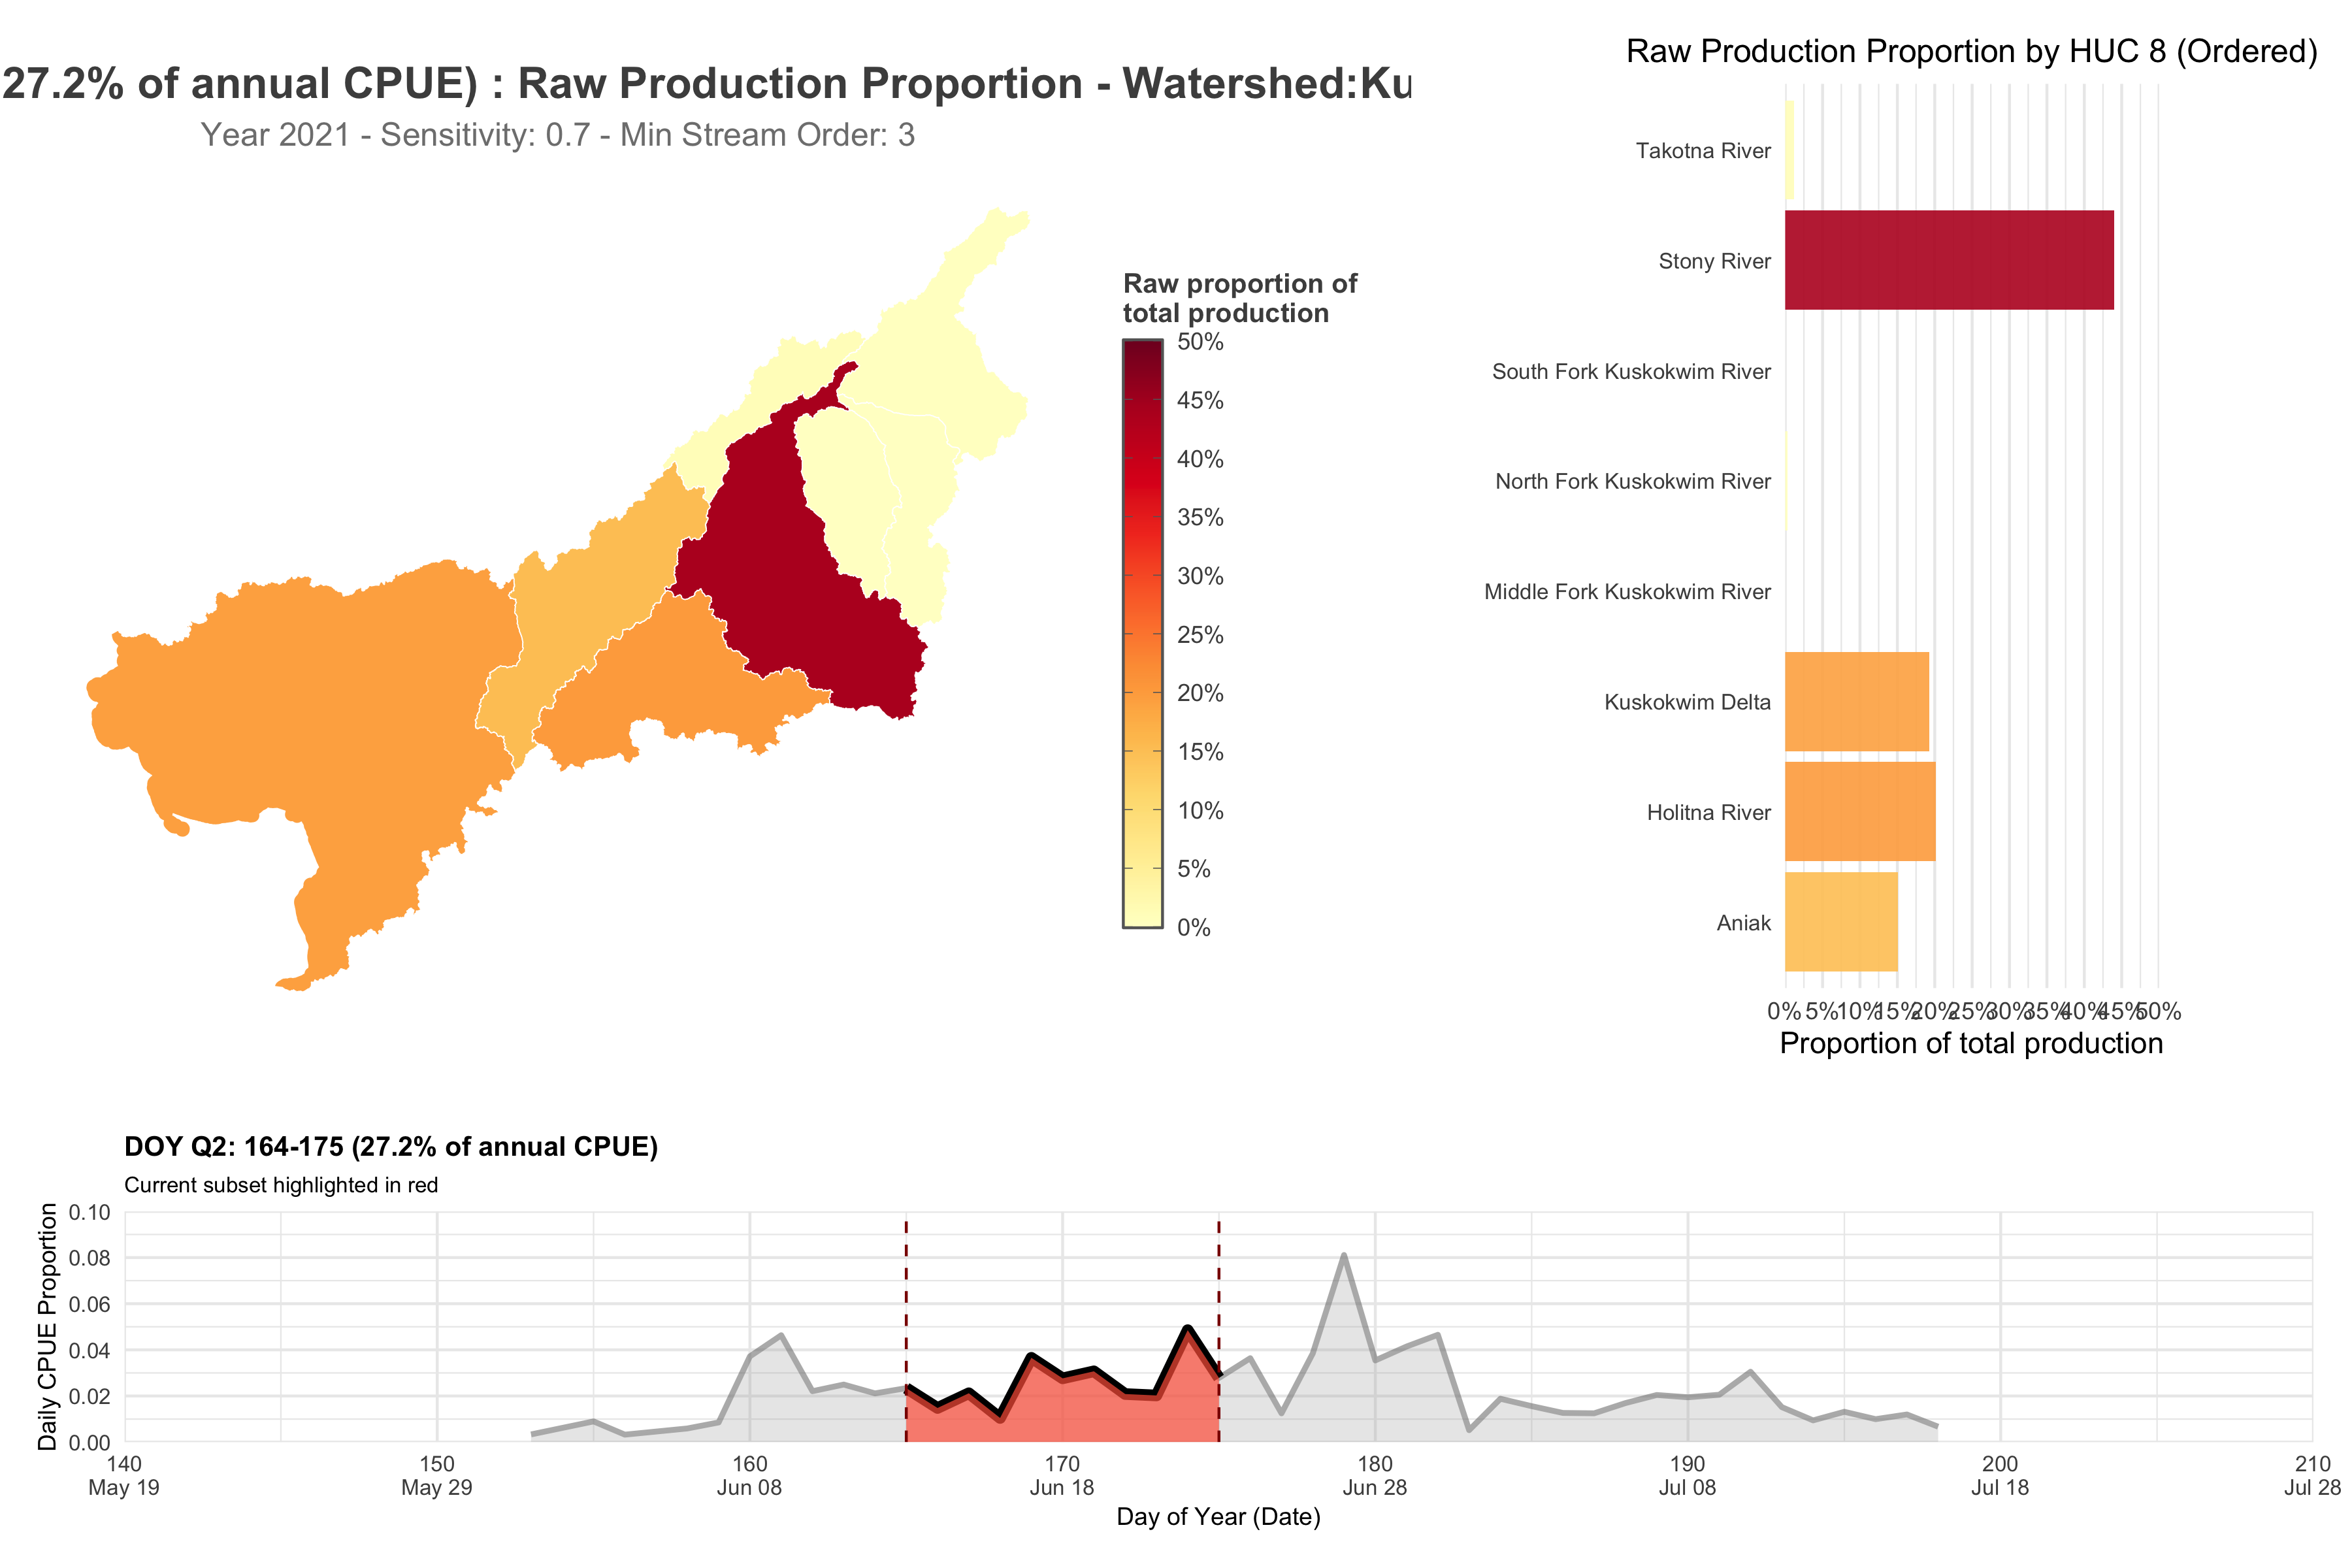 27.2% of annual CPUE) : Raw Production Proportion - Watershed:Ku
Year 2021 - Sensitivity: 0.7 - Min Stream Order: 3
Raw proportion of
total production
50%
45%
40%
35%
30%
25%
20%
15%
10%
5%
0%
Raw Production Proportion by HUC 8 (Ordered)
Takotna River
Stony River
South Fork Kuskokwim River
North Fork Kuskokwim River
Middle Fork Kuskokwim River
Kuskokwim Delta
Holitna River
Aniak
0% 5% 10% 15% 20% 25% 30% 35% 40% 45% 50%
Proportion of total production
DOY Q2: 164-175 (27.2% of annual CPUE)
Current subset highlighted in red
Daily CPUE Proportion
0.10
0.08
0.06
0.04
0.02
0.00
140 150 160 170 180 190 200 210
May 19 May 29 Jun 08 Jun 18 Jun 28 Jul 08 Jul 18 Jul 28
Day of Year (Date)